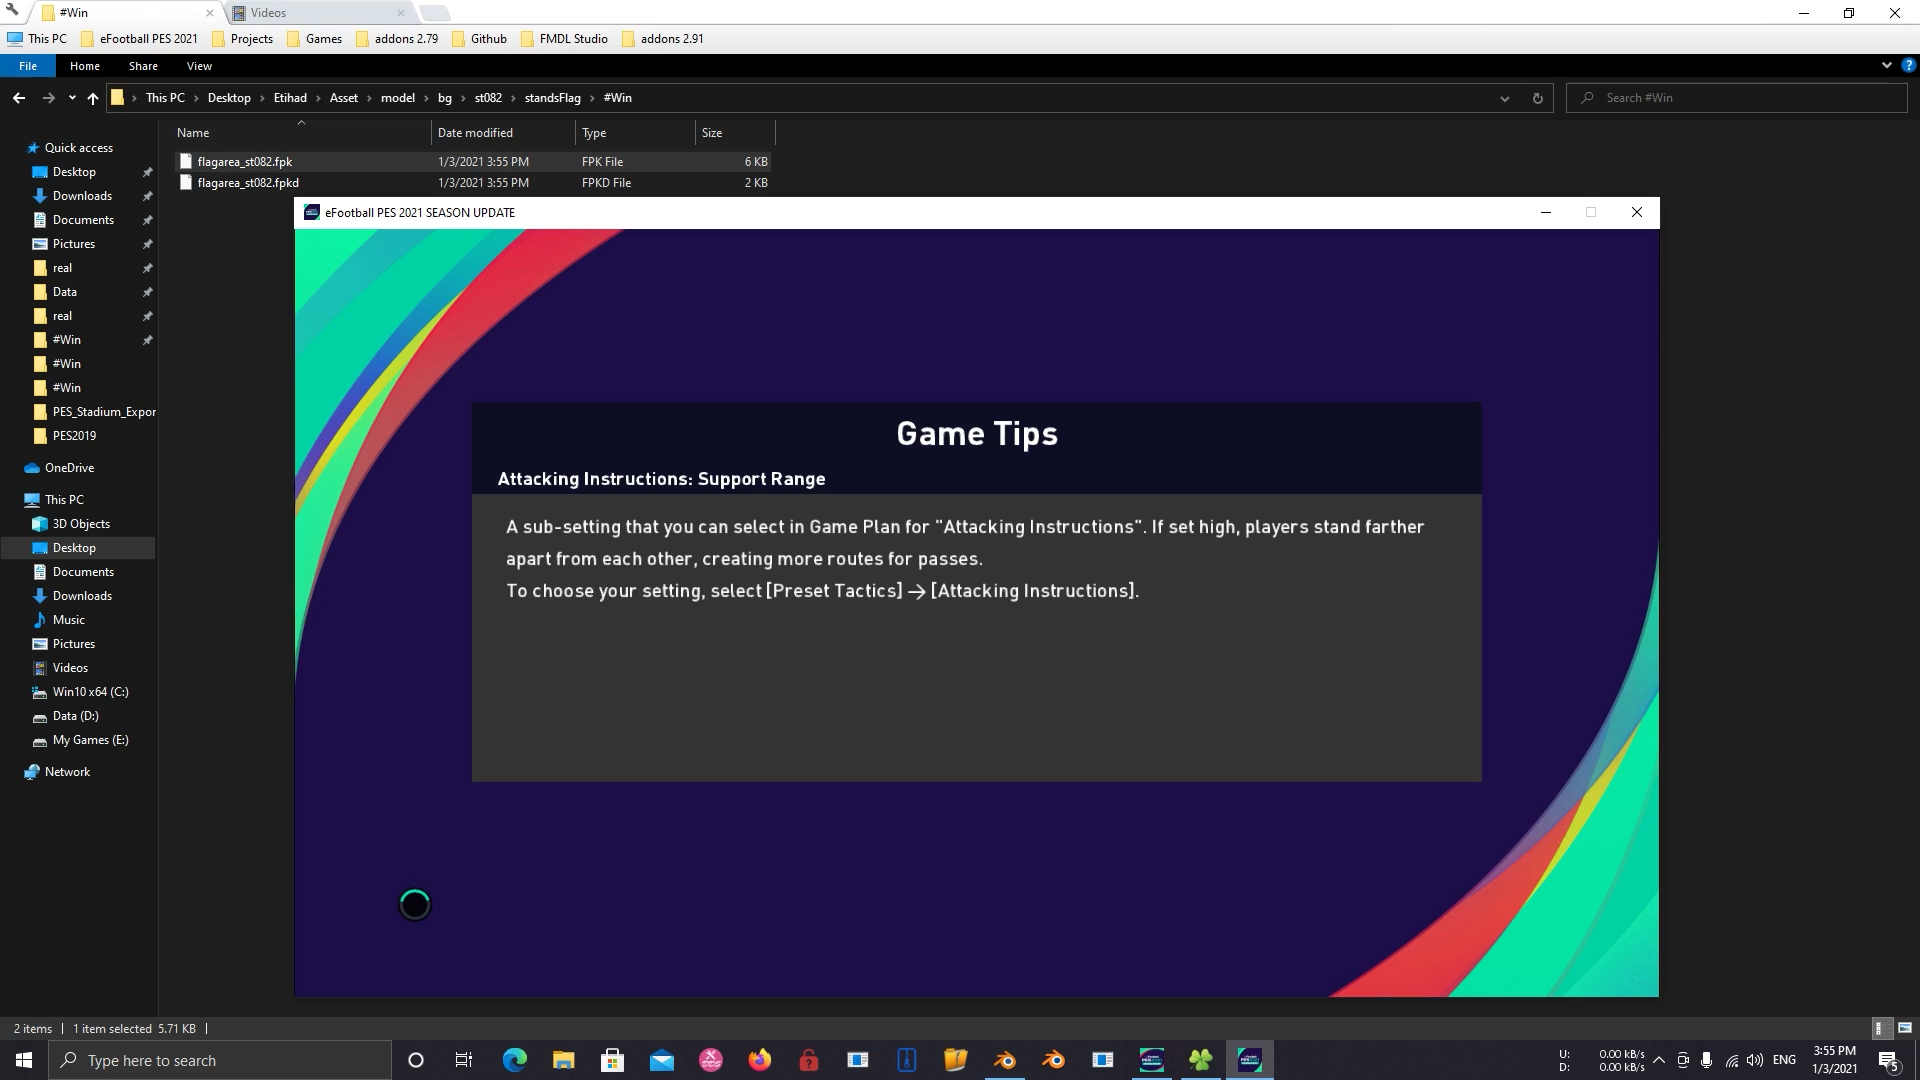 #Win
Videos
This PC
eFootball PES 2021
Projects
Games
addons 2.79
Github
FMDL Studio
addons 2.91
File
Home
Share
View
This PC > Desktop > Etihad > Asset > model > bg > st082 > standsFlag > #Win
Search #Win
Name
Date modified
Type
Size
flagarea_st082.fpk 1/3/2021 3:55 PM FPK File 6 KB
flagarea_st082.fpkd 1/3/2021 3:55 PM FPKD File 2 KB
Quick access
Desktop
Downloads
Documents
Pictures
real
Data
real
#Win
#Win
#Win
PES_Stadium_Expor
PES2019
OneDrive
This PC
3D Objects
Desktop
Documents
Downloads
Music
Pictures
Videos
Win10 x64 (C:)
Data (D:)
My Games (E:)
Network
eFootball PES 2021 SEASON UPDATE
Game Tips
Attacking Instructions: Support Range
A sub-setting that you can select in Game Plan for "Attacking Instructions". If set high, players stand farther
apart from each other, creating more routes for passes.
To choose your setting, select [Preset Tactics] → [Attacking Instructions].
2 items
1 item selected 5.71 KB
Type here to search
U: 0.00 kB/s
D: 0.00 kB/s
ENG
3:55 PM
1/3/2021
5